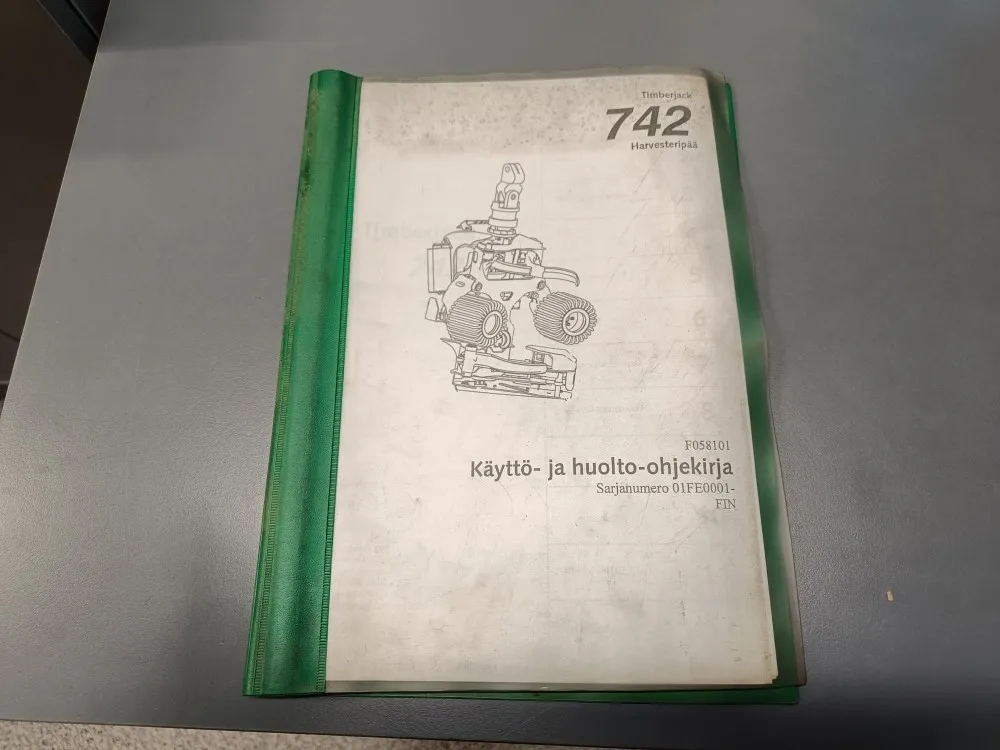 Timberjack
742
Harvesteripää
F058101
Käyttö- ja huolto-ohjekirja
Sarjanumero 01FE0001-
FIN